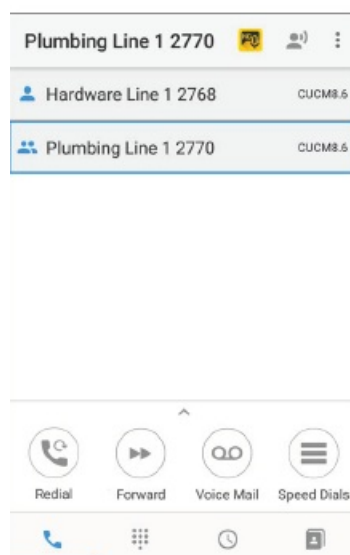 Plumbing Line 1 2770
Hardware Line 1 2768 CUCM8.6
Plumbing Line 1 2770 CUCM8.6
Redial Forward Voice Mail Speed Dials